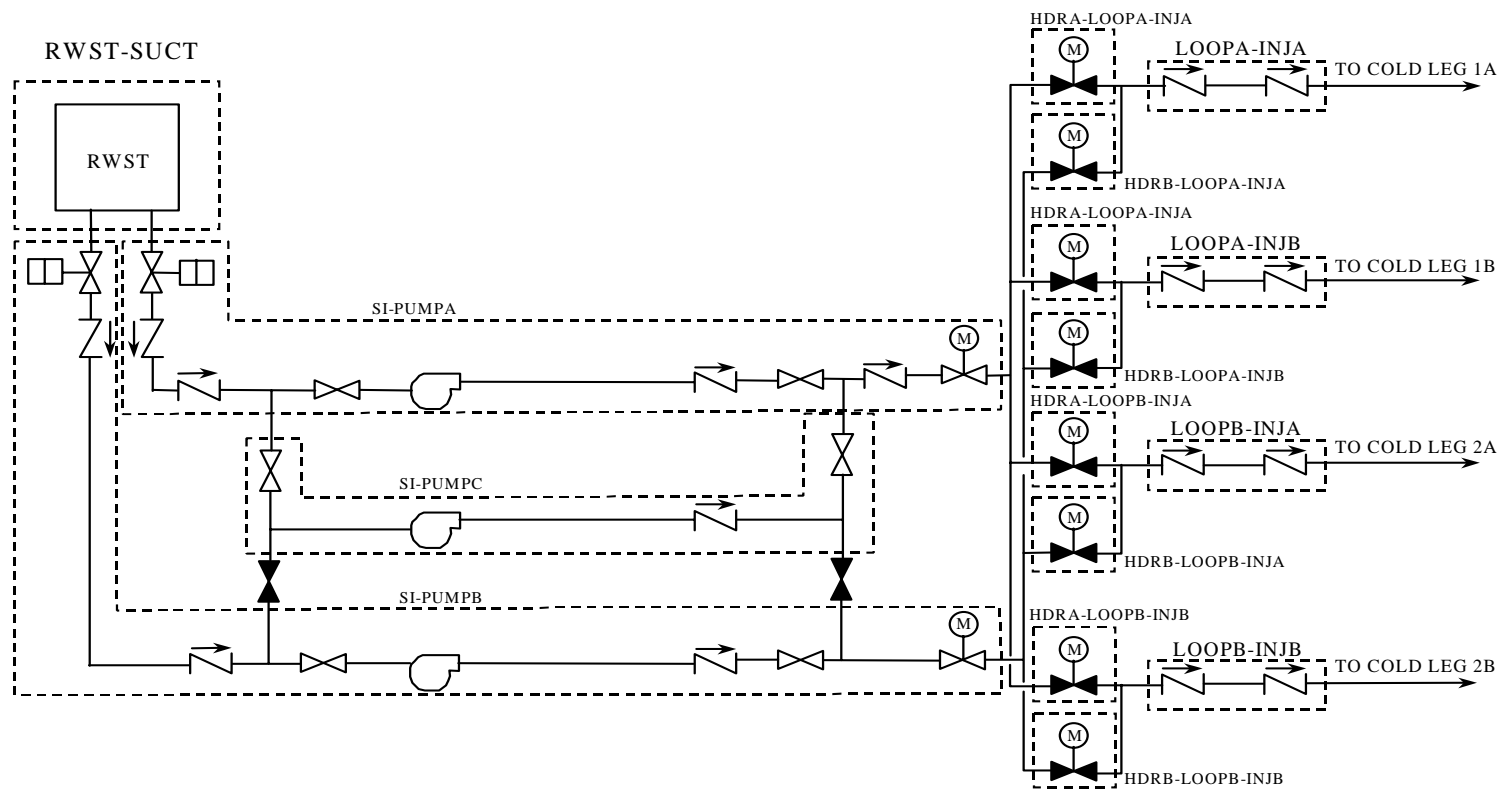 RWST-SUCT
RWST
SI-PUMPA
M
SI-PUMPC
SI-PUMPB
M
HDRA-LOOPA-INJA
M
LOOPA-INJA
TO COLD LEG 1A
M
HDRB-LOOPA-INJA
HDRA-LOOPA-INJA
M
LOOPA-INJB
TO COLD LEG 1B
M
HDRB-LOOPA-INJB
HDRA-LOOPB-INJA
M
LOOPB-INJA
TO COLD LEG 2A
M
HDRB-LOOPB-INJA
HDRA-LOOPB-INJB
M
LOOPB-INJB
TO COLD LEG 2B
M
HDRB-LOOPB-INJB